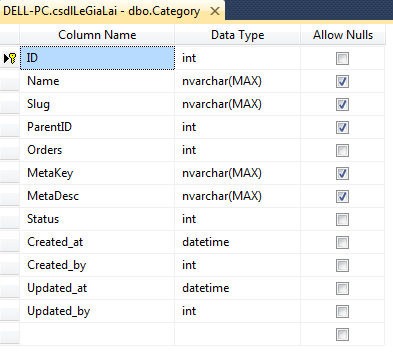 DELL-PC.csdlLeGiaLai - dbo.Category
Column Name Data Type Allow Nulls
ID int
Name nvarchar(MAX)
Slug nvarchar(MAX)
ParentID int
Orders int
MetaKey nvarchar(MAX)
MetaDesc nvarchar(MAX)
Status int
Created_at datetime
Created_by int
Updated_at datetime
Updated_by int